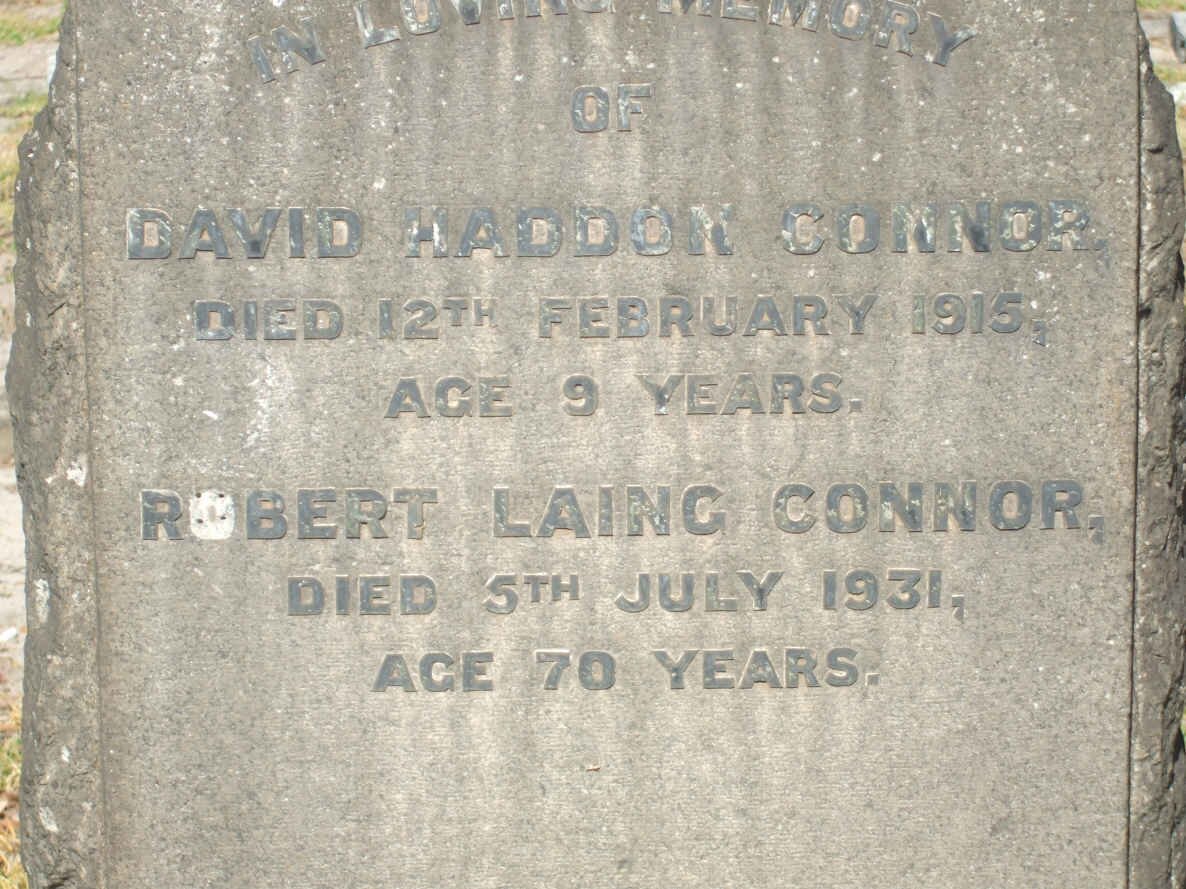 IN LOVING MEMORY
OF
DAVID HADDON CONNOR,
DIED 12TH FEBRUARY 1915,
AGE 9 YEARS.
ROBERT LAING CONNOR,
DIED 5TH JULY 1931,
AGE 70 YEARS.